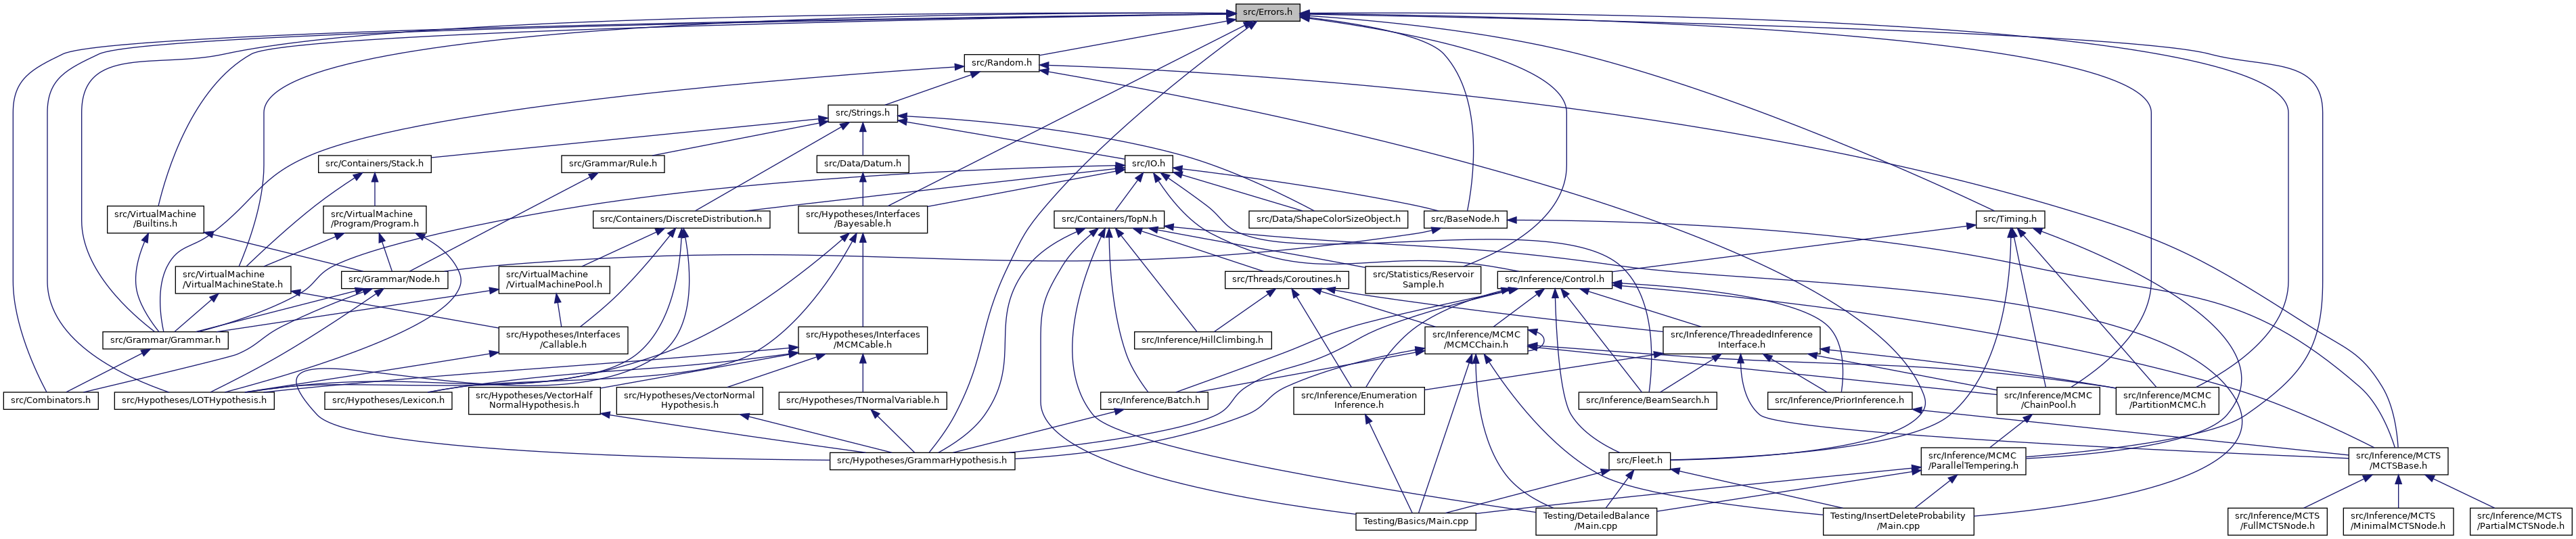 src/Errors.h
src/Random.h
src/Strings.h
src/Containers/Stack.h
src/Grammar/Rule.h
src/Data/Datum.h
src/IO.h
src/VirtualMachine
/Builtins.h
src/VirtualMachine
/Program/Program.h
src/Containers/DiscreteDistribution.h
src/Hypotheses/Interfaces
/Bayesable.h
src/Containers/TopN.h
src/Data/ShapeColorSizeObject.h
src/BaseNode.h
src/Timing.h
src/VirtualMachine
/VirtualMachineState.h
src/Grammar/Node.h
src/VirtualMachine
/VirtualMachinePool.h
src/Threads/Coroutines.h
src/Statistics/Reservoir
Sample.h
src/Inference/Control.h
src/Grammar/Grammar.h
src/Hypotheses/Interfaces
/Callable.h
src/Hypotheses/Interfaces
/MCMCable.h
src/Inference/HillClimbing.h
src/Inference/MCMC
/MCMCChain.h
src/Inference/ThreadedInference
Interface.h
src/Combinators.h
src/Hypotheses/LOTHypothesis.h
src/Hypotheses/Lexicon.h
src/Hypotheses/VectorHalf
NormalHypothesis.h
src/Hypotheses/VectorNormal
Hypothesis.h
src/Hypotheses/TNormalVariable.h
src/Inference/Batch.h
src/Inference/Enumeration
Inference.h
src/Inference/BeamSearch.h
src/Inference/PriorInference.h
src/Inference/MCMC
/ChainPool.h
src/Inference/MCMC
/PartitionMCMC.h
src/Hypotheses/GrammarHypothesis.h
src/Fleet.h
src/Inference/MCMC
/ParallelTempering.h
src/Inference/MCTS
/MCTSBase.h
Testing/Basics/Main.cpp
Testing/DetailedBalance
/Main.cpp
Testing/InsertDeleteProbability
/Main.cpp
src/Inference/MCTS
/FullMCTSNode.h
src/Inference/MCTS
/MinimalMCTSNode.h
src/Inference/MCTS
/PartialMCTSNode.h